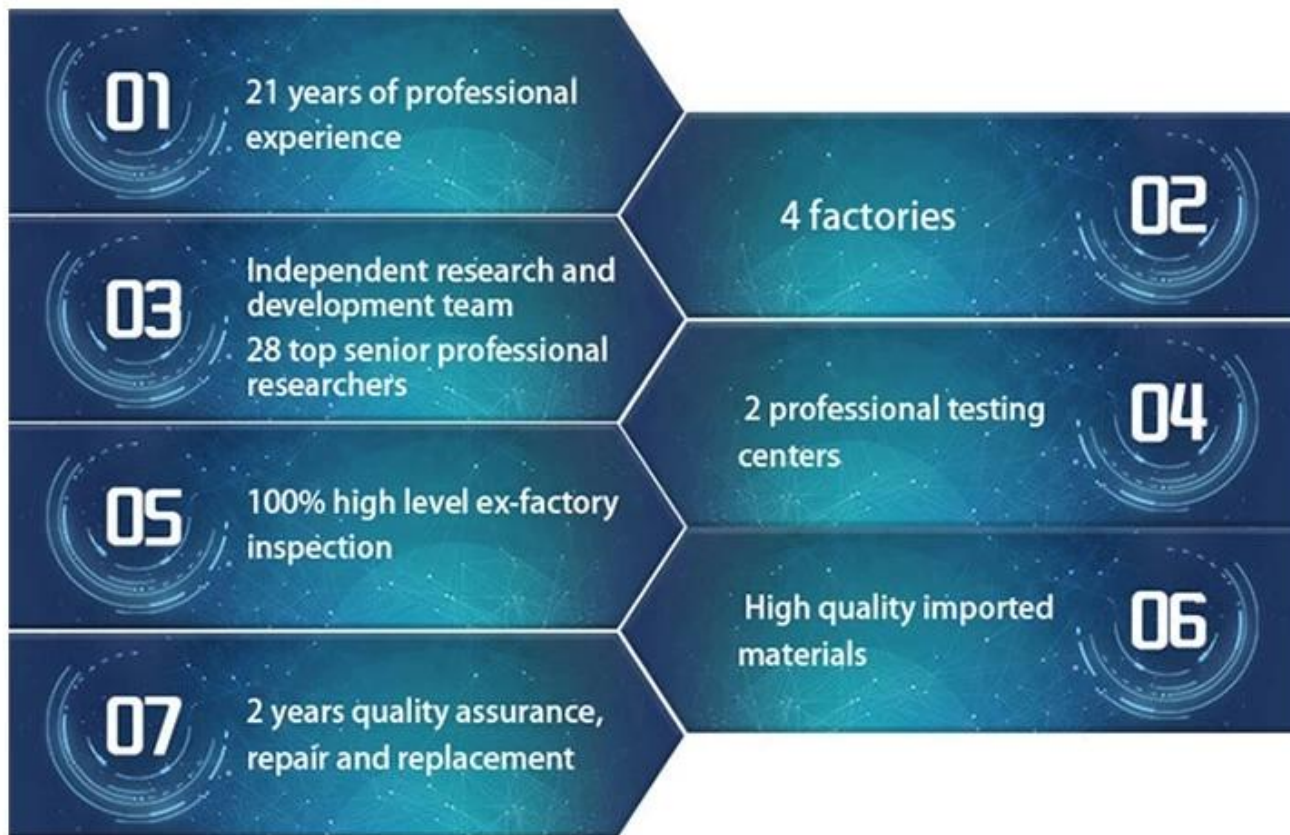 01
21 years of professional
experience
02
4 factories
03
Independent research and
development team
28 top senior professional
researchers
04
2 professional testing
centers
05
100% high level ex-factory
inspection
06
High quality imported
materials
07
2 years quality assurance,
repair and replacement